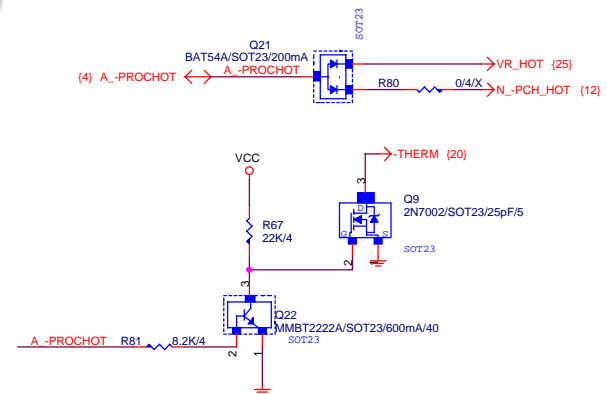 SOT23
Q21
BAT54A/SOT23/200mA
{4} A_-PROCHOT
A_-PROCHOT
VR_HOT {25}
R80
0/4/X
N_-PCH_HOT {12}
VCC
-THERM {20}
3
Q9
2N7002/SOT23/25pF/5
D
G
S
SOT23
R67
22K/4
2
1
3
Q22
MMBT2222A/SOT23/600mA/40
SOT23
A_-PROCHOT
R81
8.2K/4
2
1